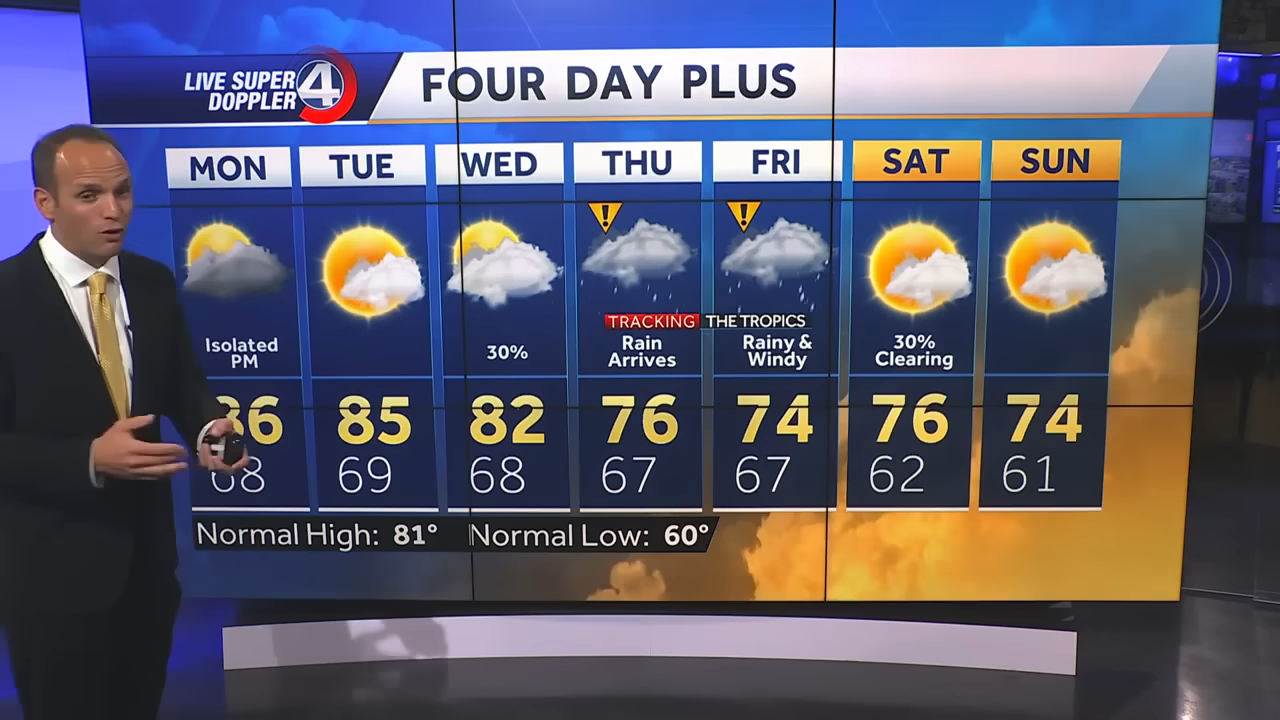 LIVE SUPER
DOPPLER 4
FOUR DAY PLUS
MON TUE WED THU FRI SAT SUN
! !
TRACKING THE TROPICS
Isolated
PM
30%
Rain
Arrives
Rainy &
Windy
30%
Clearing
86 85 82 76 74 76 74
68 69 68 67 67 62 61
Normal High: 81° Normal Low: 60°